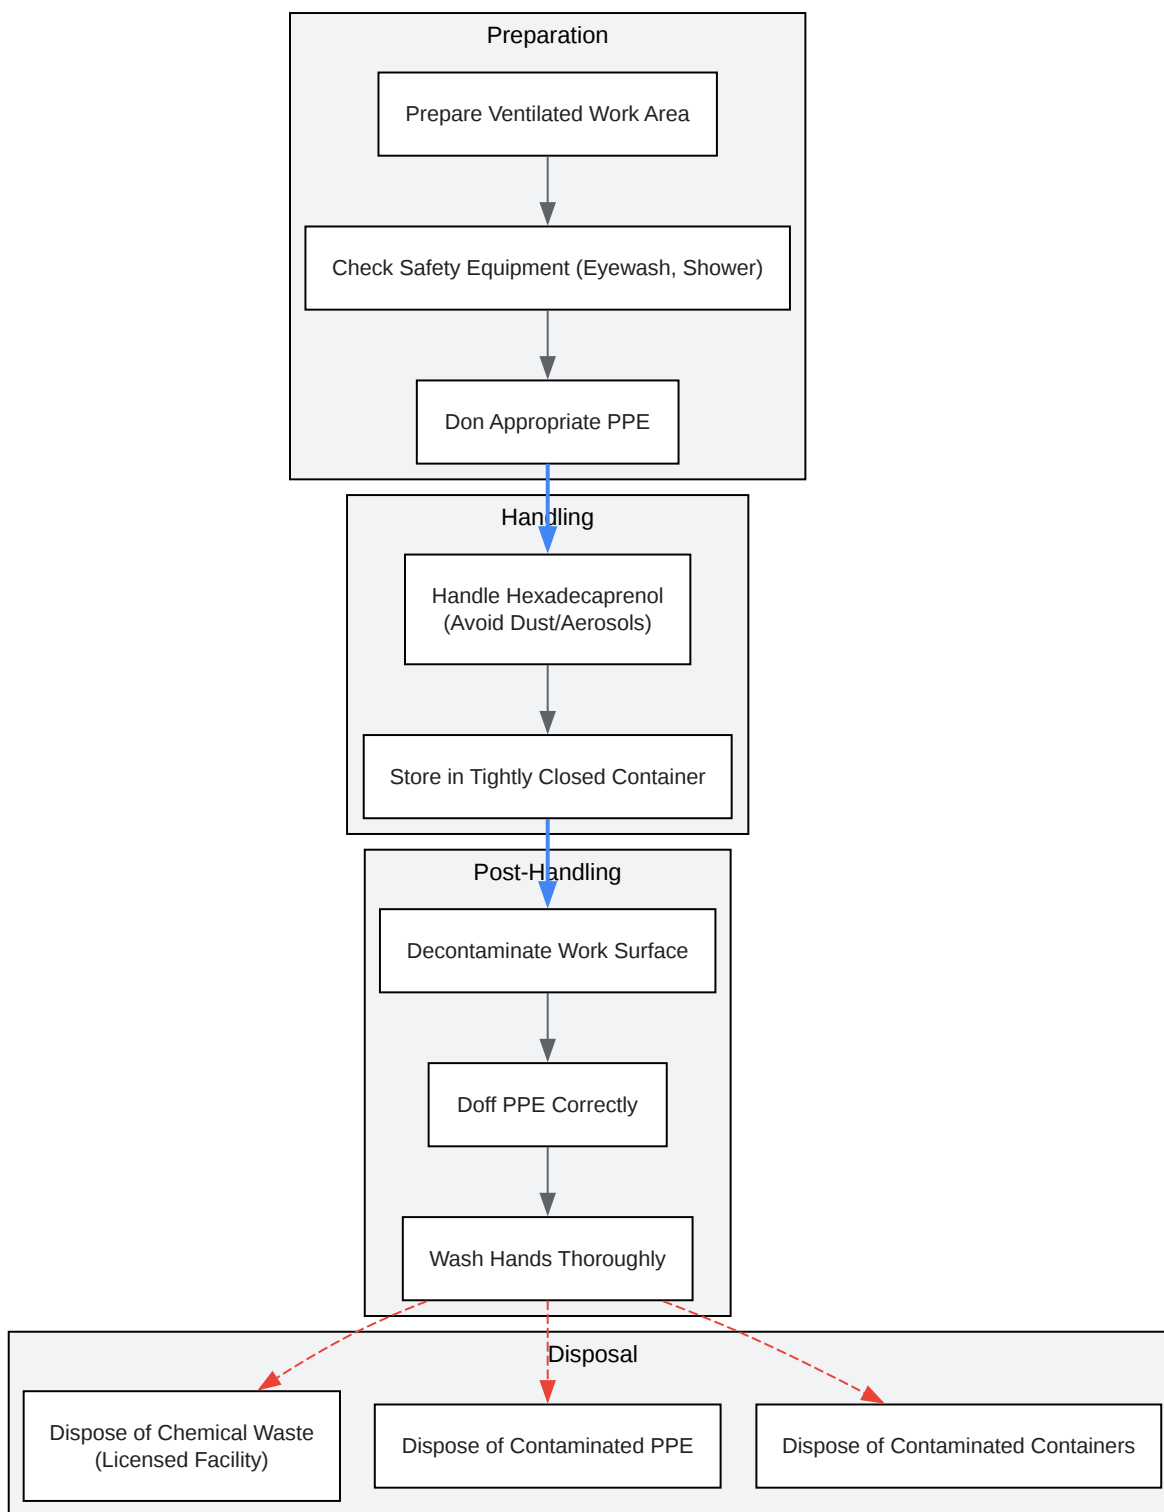 Preparation
Prepare Ventilated Work Area
Check Safety Equipment (Eyewash, Shower)
Don Appropriate PPE
Handling
Handle Hexadecaprenol
(Avoid Dust/Aerosols)
Store in Tightly Closed Container
Post-Handling
Decontaminate Work Surface
Doff PPE Correctly
Wash Hands Thoroughly
Disposal
Dispose of Chemical Waste
(Licensed Facility)
Dispose of Contaminated PPE
Dispose of Contaminated Containers